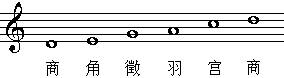 商 角 徵 羽 宫 商